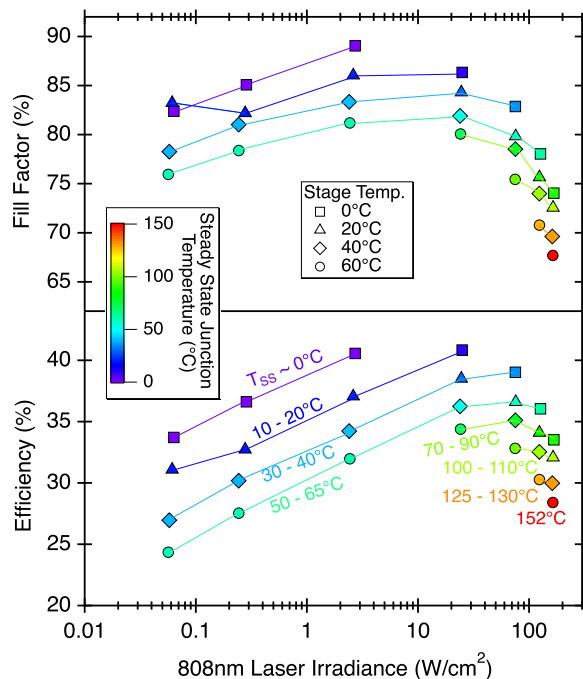 90
85
80
75
70
65
Fill Factor (%)
Stage Temp.
0°C
20°C
40°C
60°C
150
100
50
0
Steady State Junction
Temperature (°C)
40
35
30
25
20
Efficiency (%)
TSS ~ 0°C
10 - 20°C
30 - 40°C
50 - 65°C
70 - 90°C
100 - 110°C
125 - 130°C
152°C
0.01 0.1 1 10 100
808nm Laser Irradiance (W/cm²)